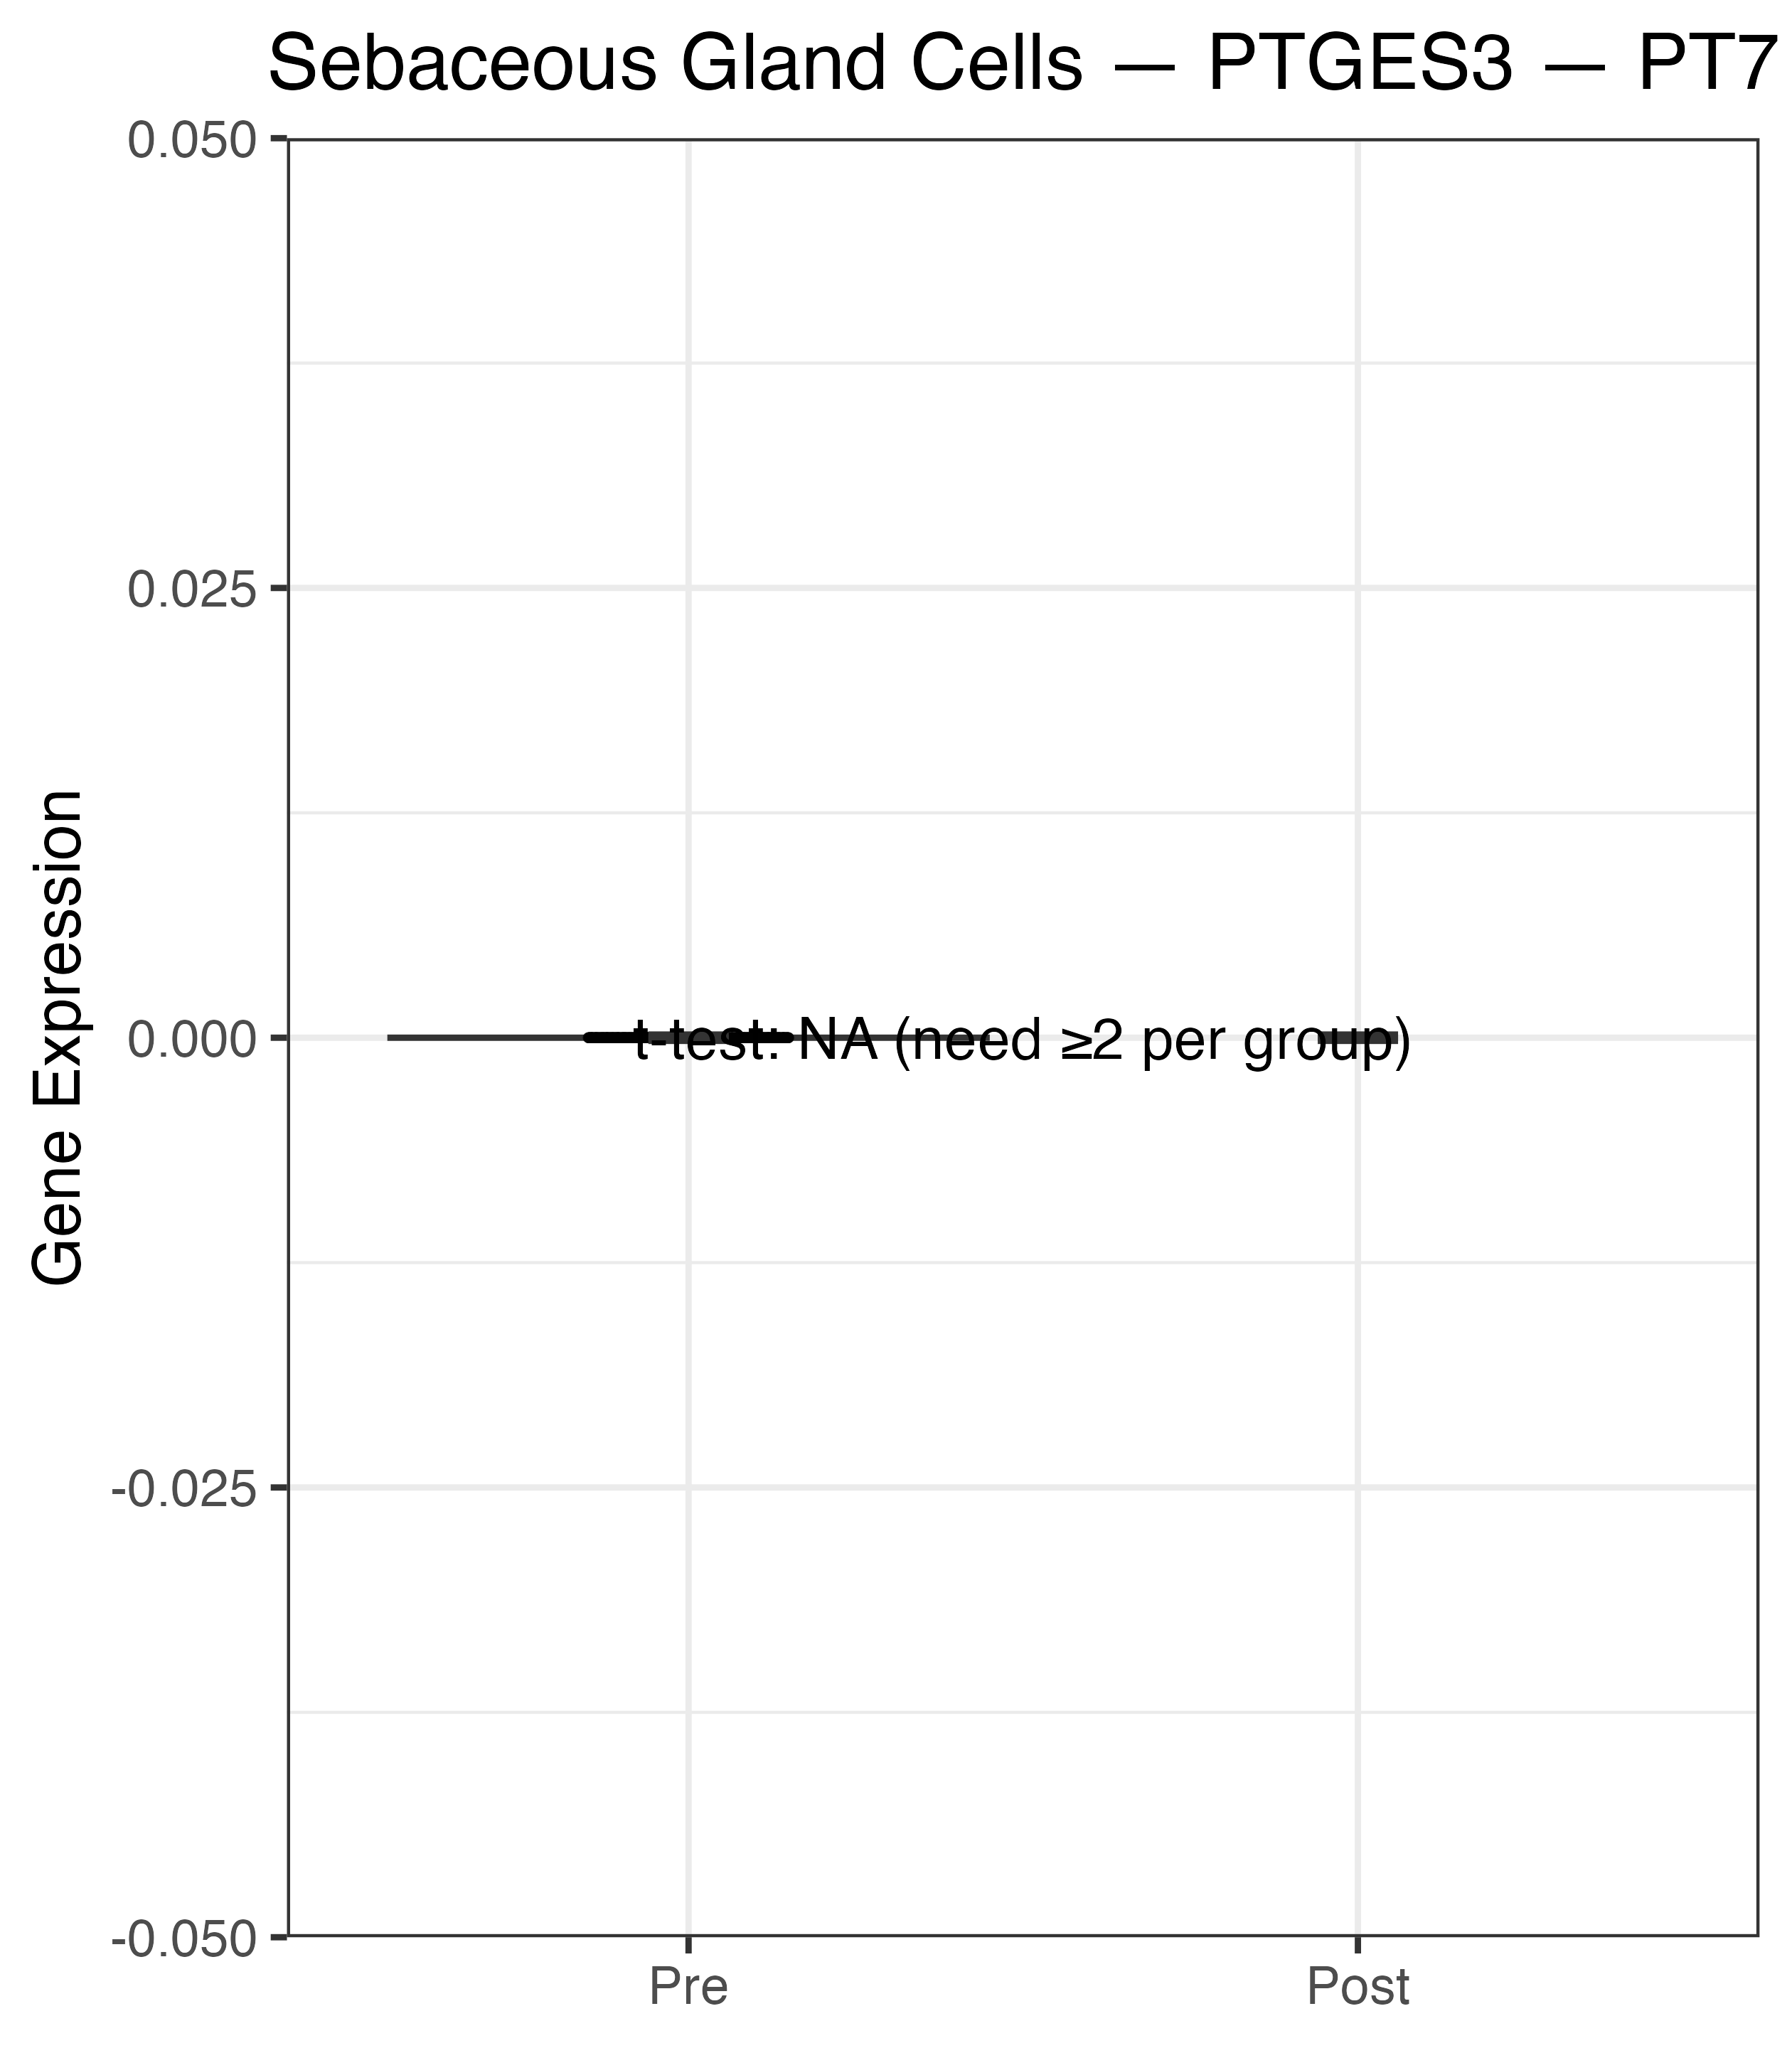 Sebaceous Gland Cells — PTGES3 — PT7
0.050
0.025
0.000
-0.025
-0.050
Gene Expression
t-test: NA (need ≥2 per group)
Pre
Post